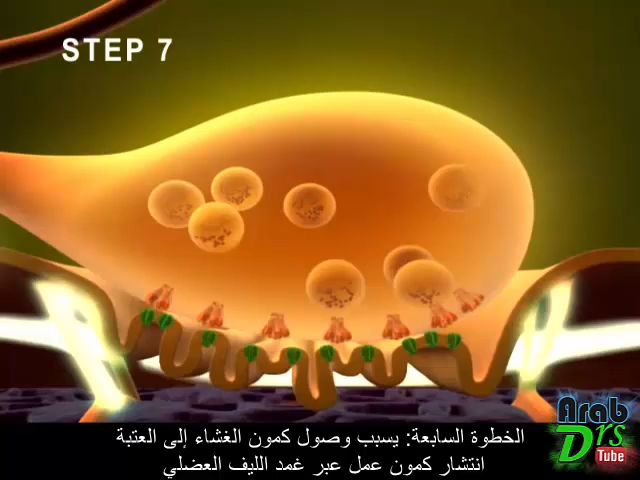 STEP 7
الخطوة السابعة: يسبب وصول كمون الغشاء إلى العتبة
انتشار كمون عمل عبر غمد الليف العضلي
Arab
Drs
Tube